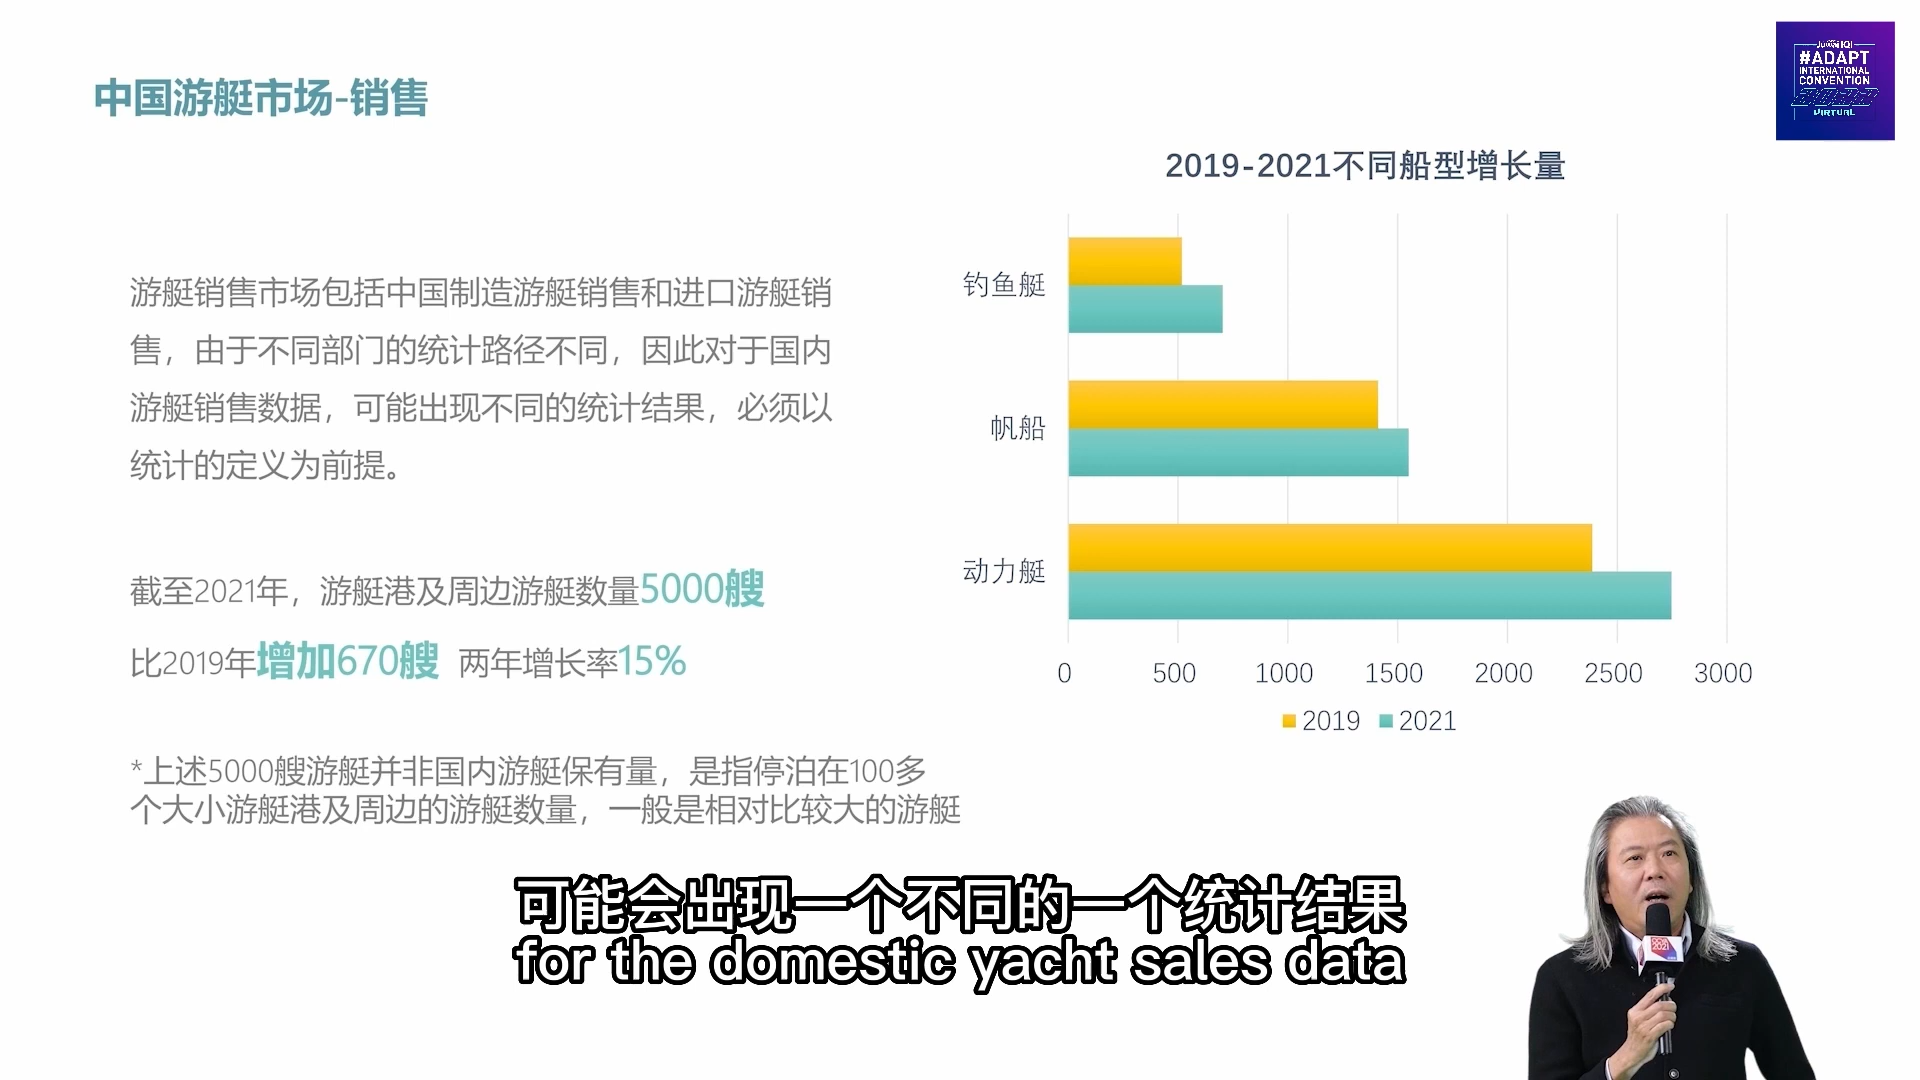 中国游艇市场-销售
#ADAPT
INTERNATIONAL
CONVENTION
VIRTUAL
2019-2021不同船型增长量
游艇销售市场包括中国制造游艇销售和进口游艇销
售，由于不同部门的统计路径不同，因此对于国内
游艇销售数据，可能出现不同的统计结果，必须以
统计的定义为前提。
截至2021年，游艇港及周边游艇数量5000艘
比2019年增加670艘 两年增长率15%
*上述5000艘游艇并非国内游艇保有量，是指停泊在100多
个大小游艇港及周边的游艇数量，一般是相对比较大的游艇
钓鱼艇
帆船
动力艇
0 500 1000 1500 2000 2500 3000
2019 2021
可能会出现一个不同的一个统计结果
for the domestic yacht sales data